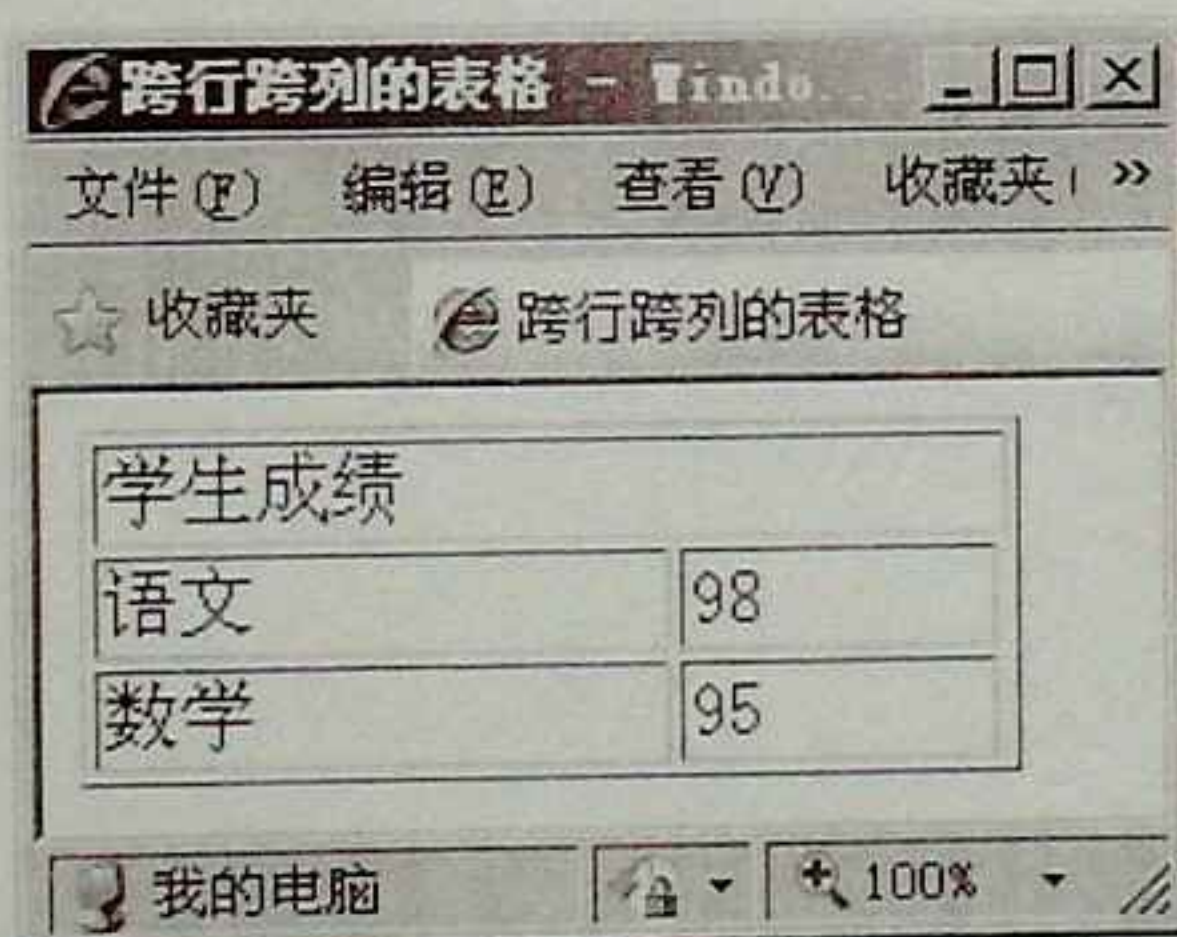 跨行跨列的表格 - Windo...
文件(F) 编辑(E) 查看(V) 收藏夹( »
收藏夹 跨行跨列的表格
学生成绩
语文 98
数学 95
我的电脑 100%